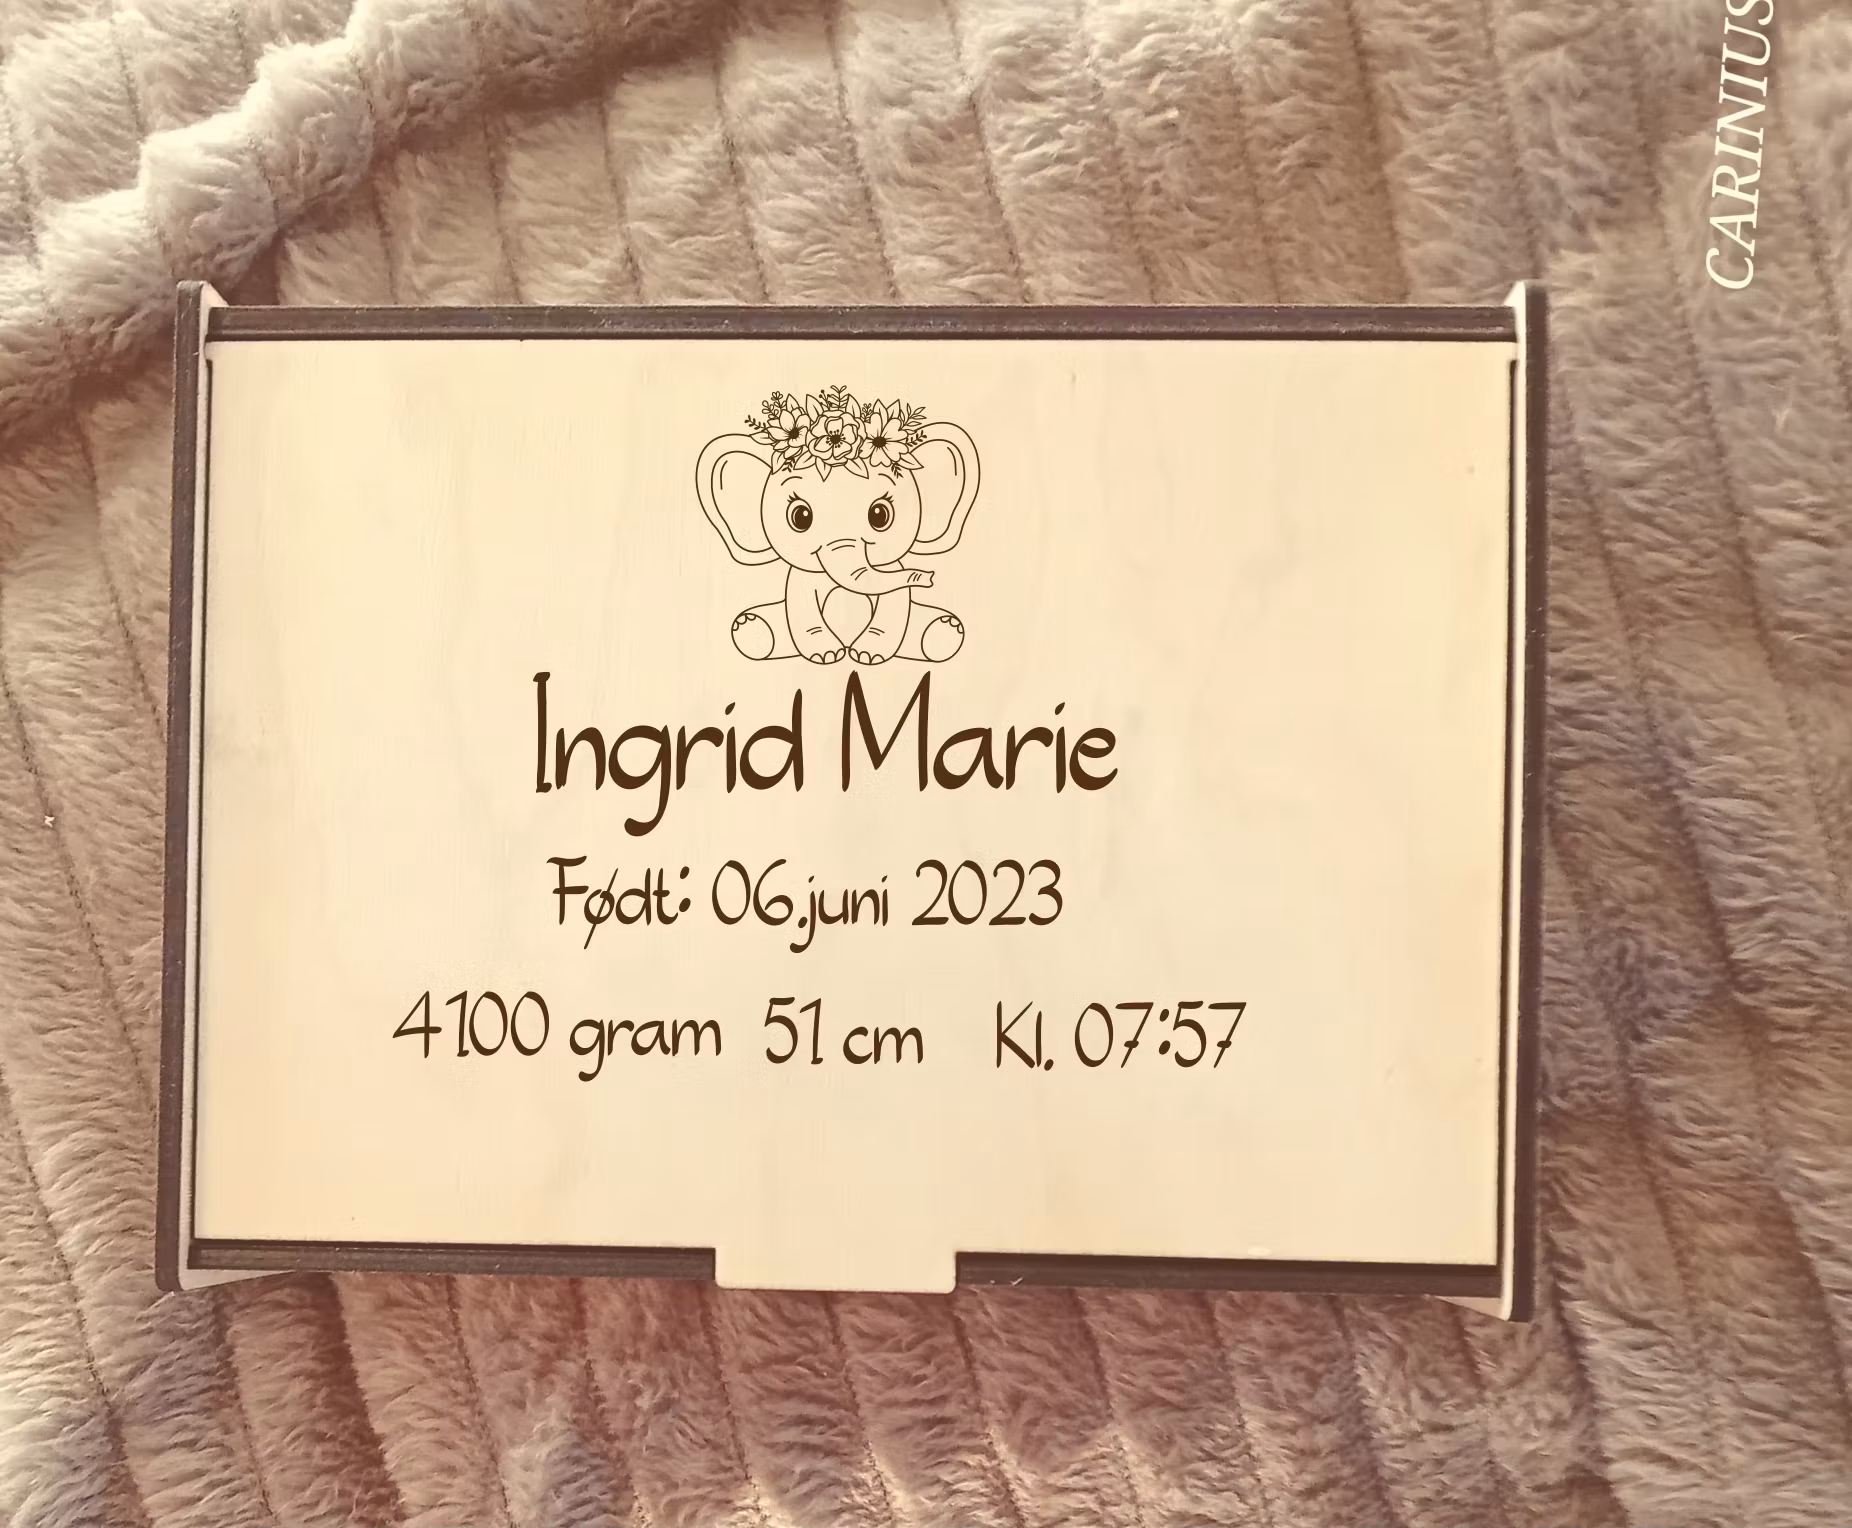 CARINIUS
Ingrid Marie
Født: 06.juni 2023
4100 gram 51 cm Kl. 07:57